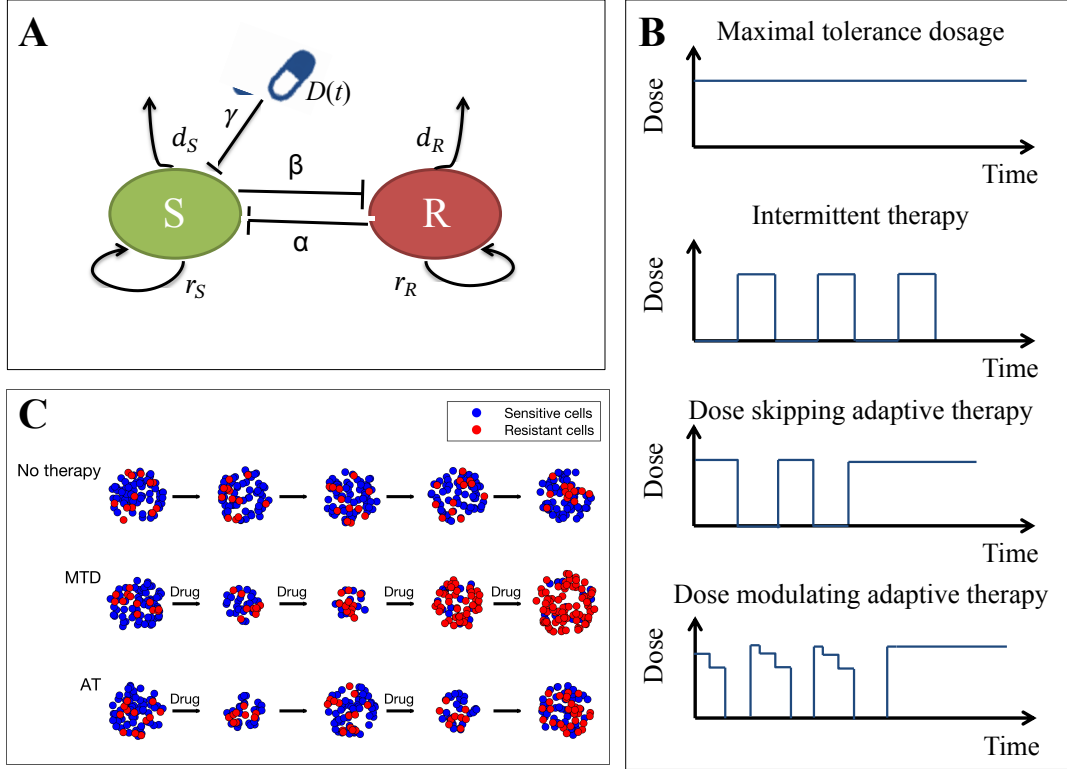 A
D(t)
γ
d_S
d_R
β
S
R
α
r_S
r_R
B
Maximal tolerance dosage
Dose
Time
Intermittent therapy
Dose
Time
Dose skipping adaptive therapy
Dose
Time
Dose modulating adaptive therapy
Dose
Time
C
Sensitive cells
Resistant cells
No therapy
MTD
Drug Drug Drug Drug
AT
Drug Drug